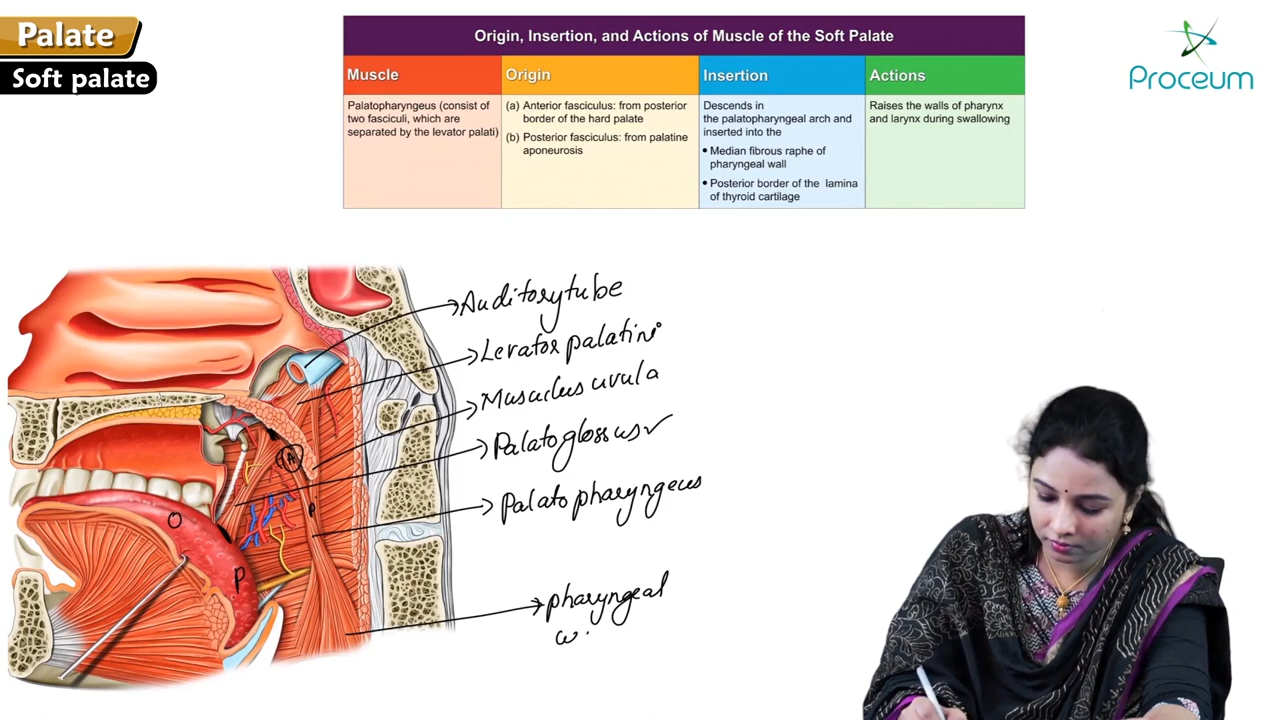 Palate
Soft palate
Origin, Insertion, and Actions of Muscle of the Soft Palate
Muscle
Origin
Insertion
Actions
Palatopharyngeus (consist of
two fasciculi, which are
separated by the levator palati)
(a) Anterior fasciculus: from posterior
border of the hard palate
(b) Posterior fasciculus: from palatine
aponeurosis
Descends in
the palatopharyngeal arch and
inserted into the
• Median fibrous raphe of
pharyngeal wall
• Posterior border of the lamina
of thyroid cartilage
Raises the walls of pharynx
and larynx during swallowing
Proceum
Auditory tube
Levator palatini
Musculus uvula
Palatoglossus
Palatopharyngeus
pharyngeal
w
A
P
O
P